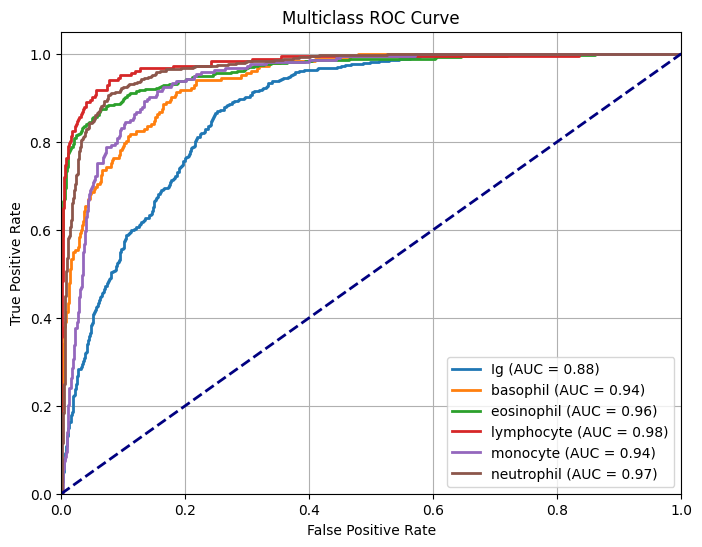 Multiclass ROC Curve
True Positive Rate
1.0
0.8
0.6
0.4
0.2
0.0
Ig (AUC = 0.88)
basophil (AUC = 0.94)
eosinophil (AUC = 0.96)
lymphocyte (AUC = 0.98)
monocyte (AUC = 0.94)
neutrophil (AUC = 0.97)
0.0 0.2 0.4 0.6 0.8 1.0
False Positive Rate